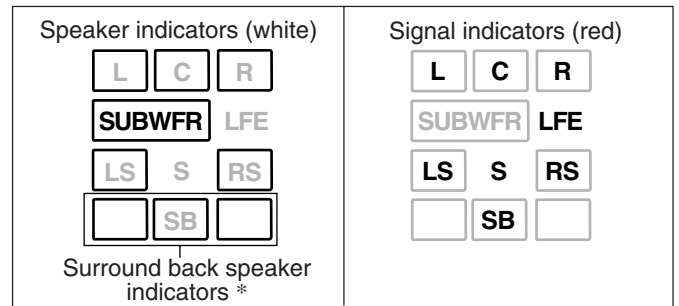 Speaker indicators (white)
L C R
SUBWFR LFE
LS S RS
SB
Surround back speaker
indicators *
Signal indicators (red)
L C R
SUBWFR LFE
LS S RS
SB